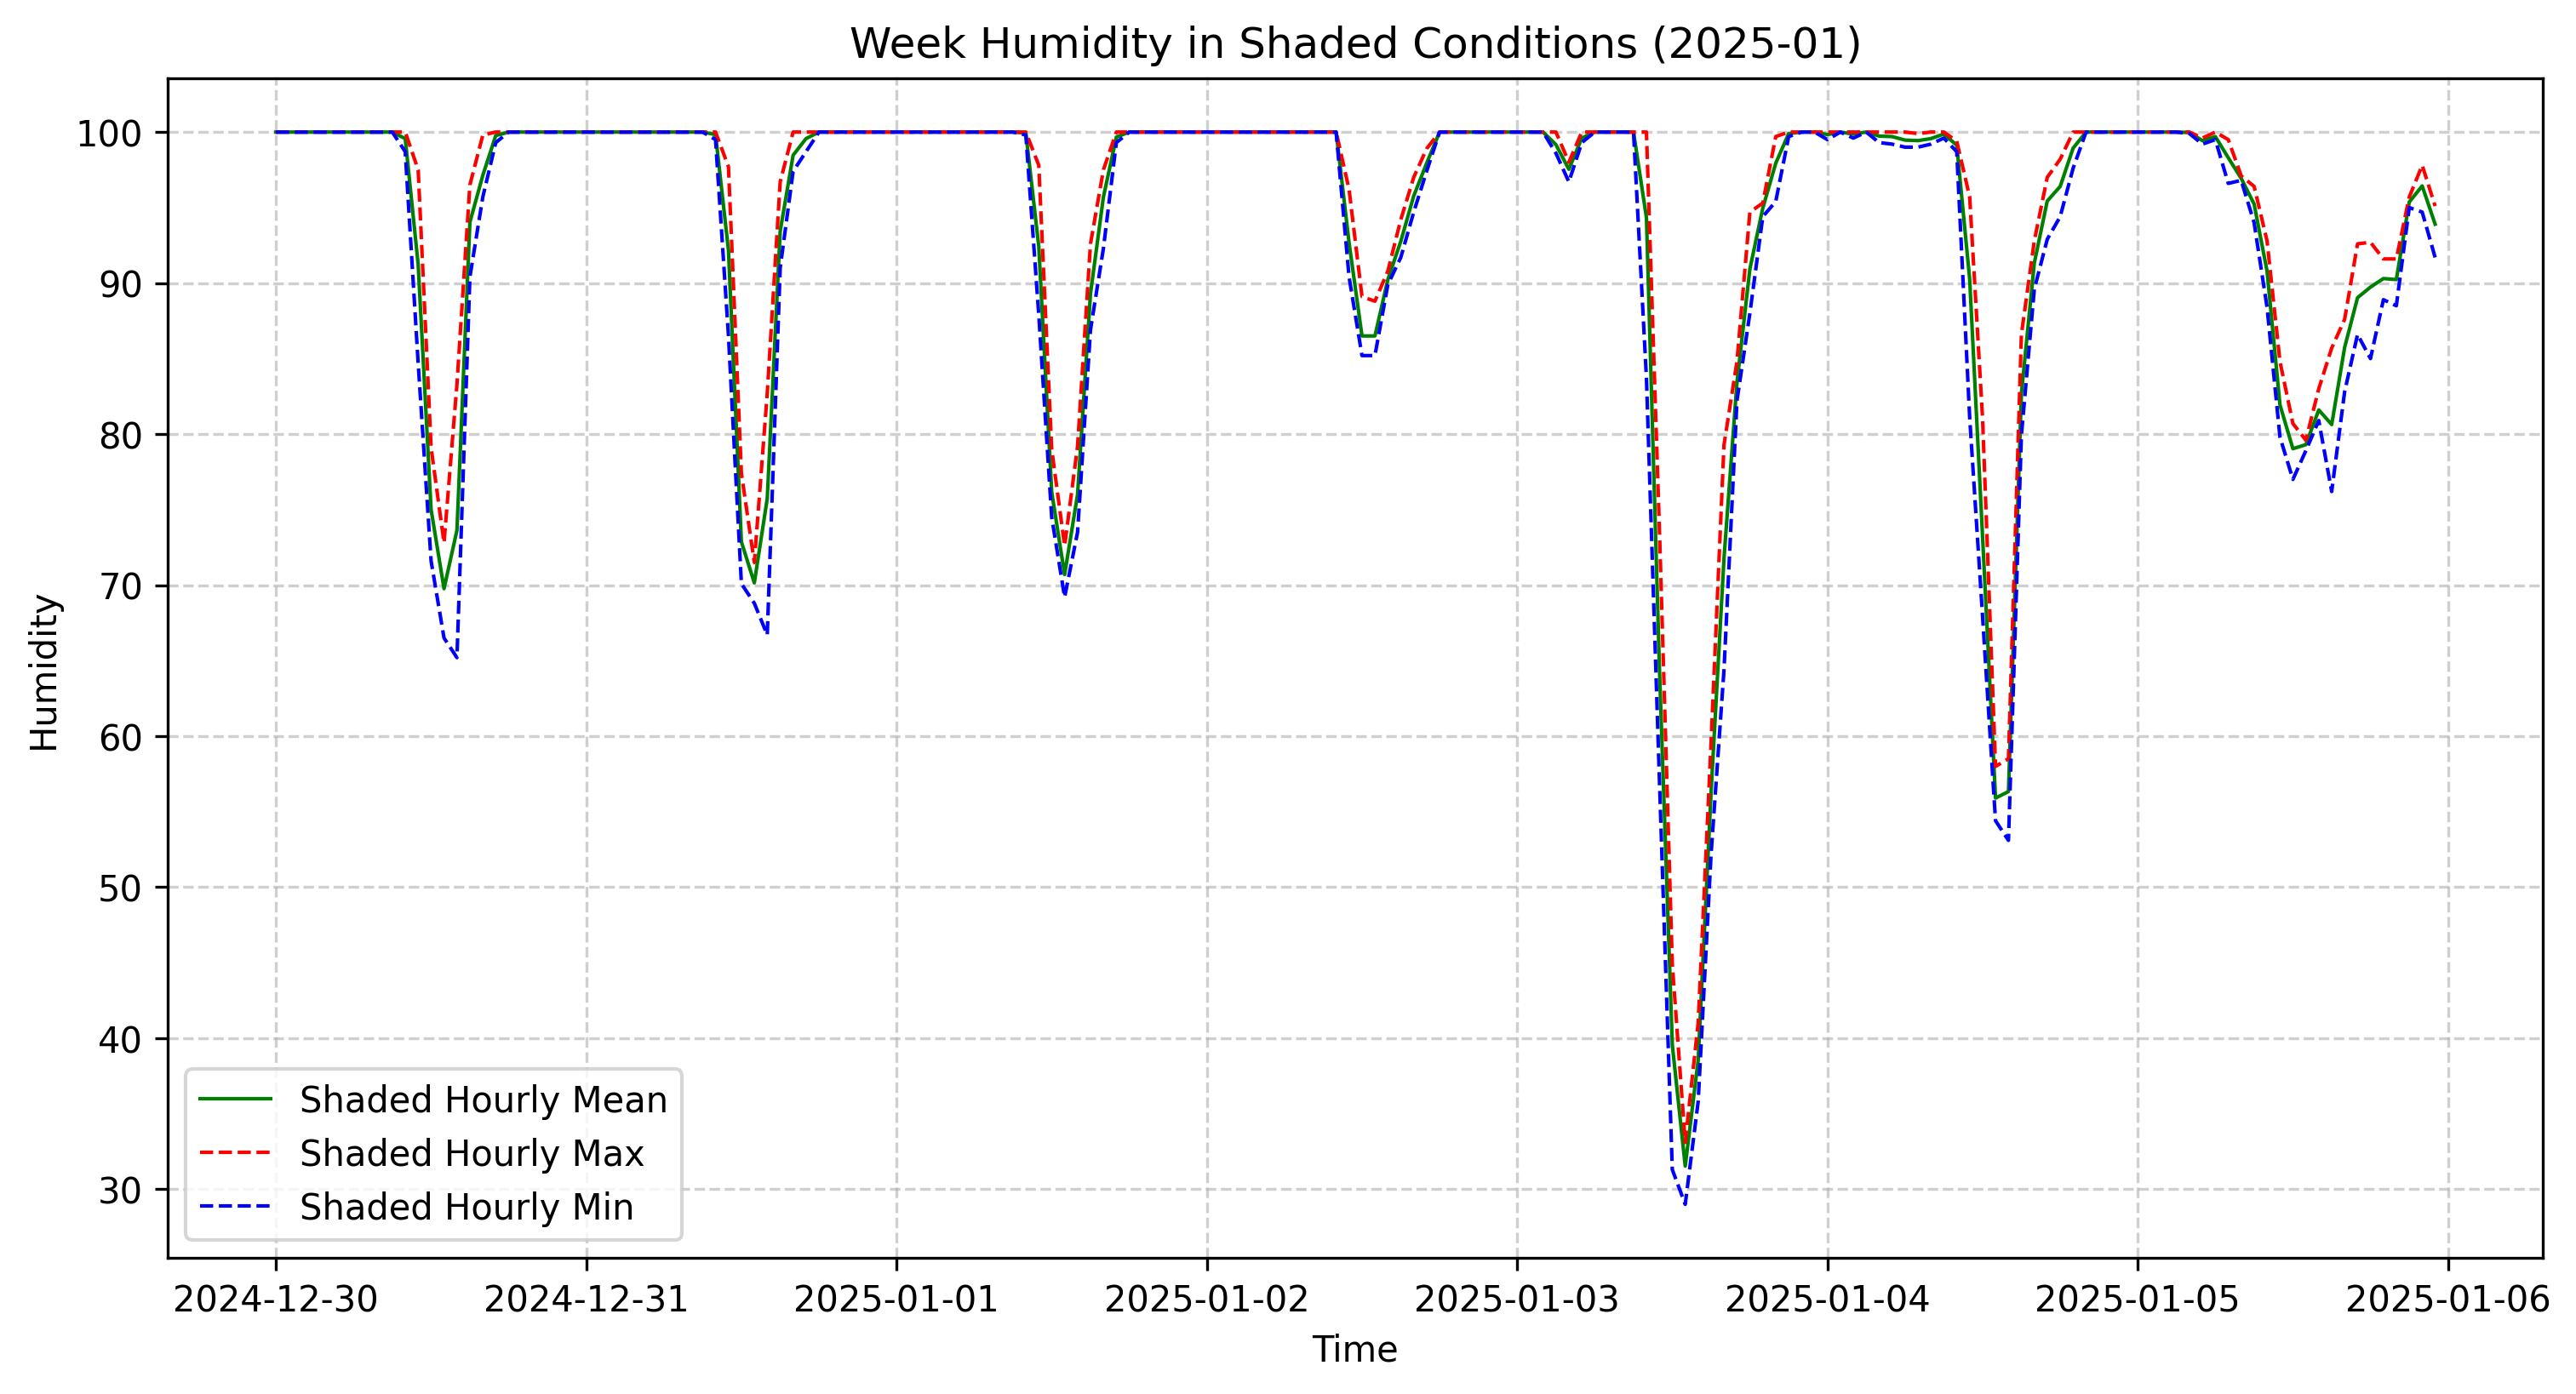 Week Humidity in Shaded Conditions (2025-01)
100
90
80
70
60
50
40
30
Humidity
Shaded Hourly Mean
Shaded Hourly Max
Shaded Hourly Min
2024-12-30
2024-12-31
2025-01-01
2025-01-02
2025-01-03
2025-01-04
2025-01-05
2025-01-06
Time